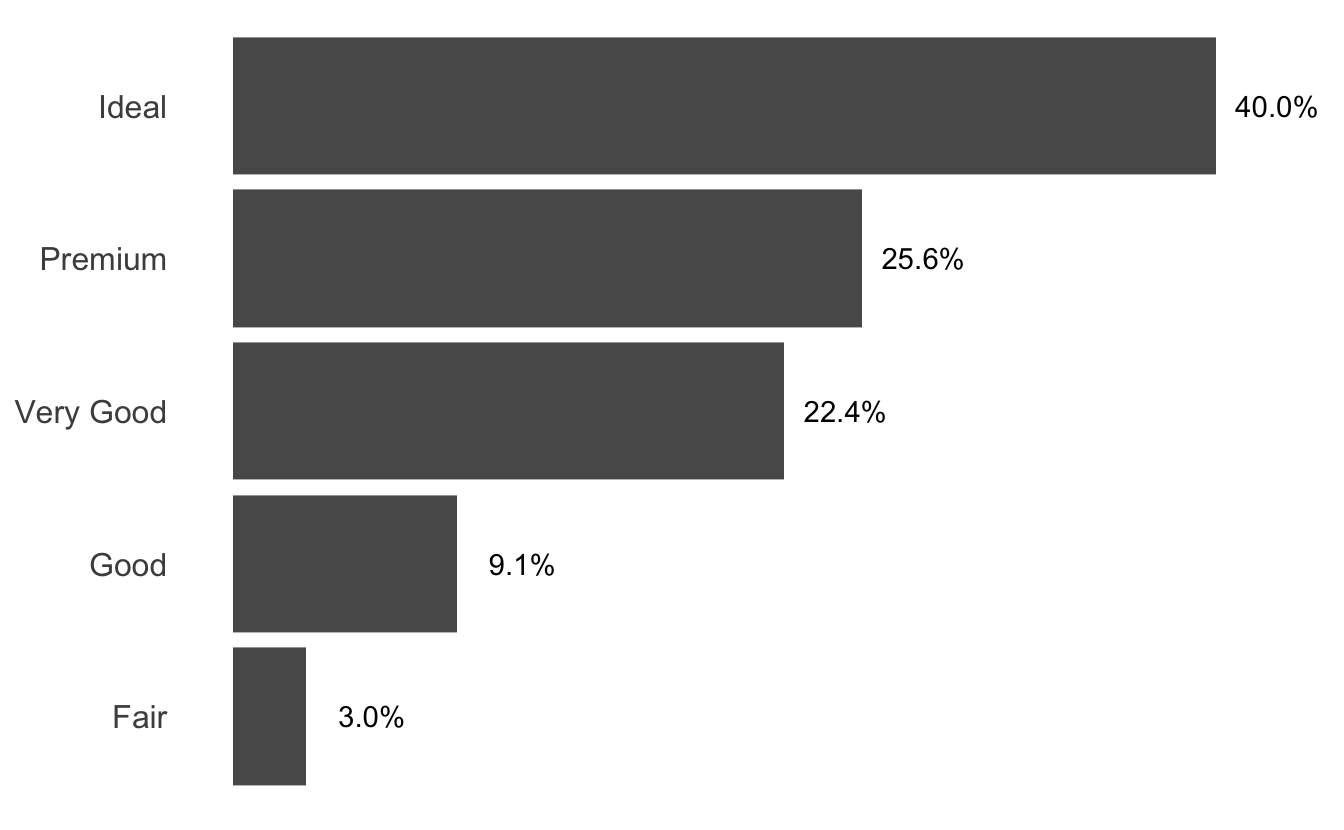 Ideal 40.0%
Premium 25.6%
Very Good 22.4%
Good 9.1%
Fair 3.0%